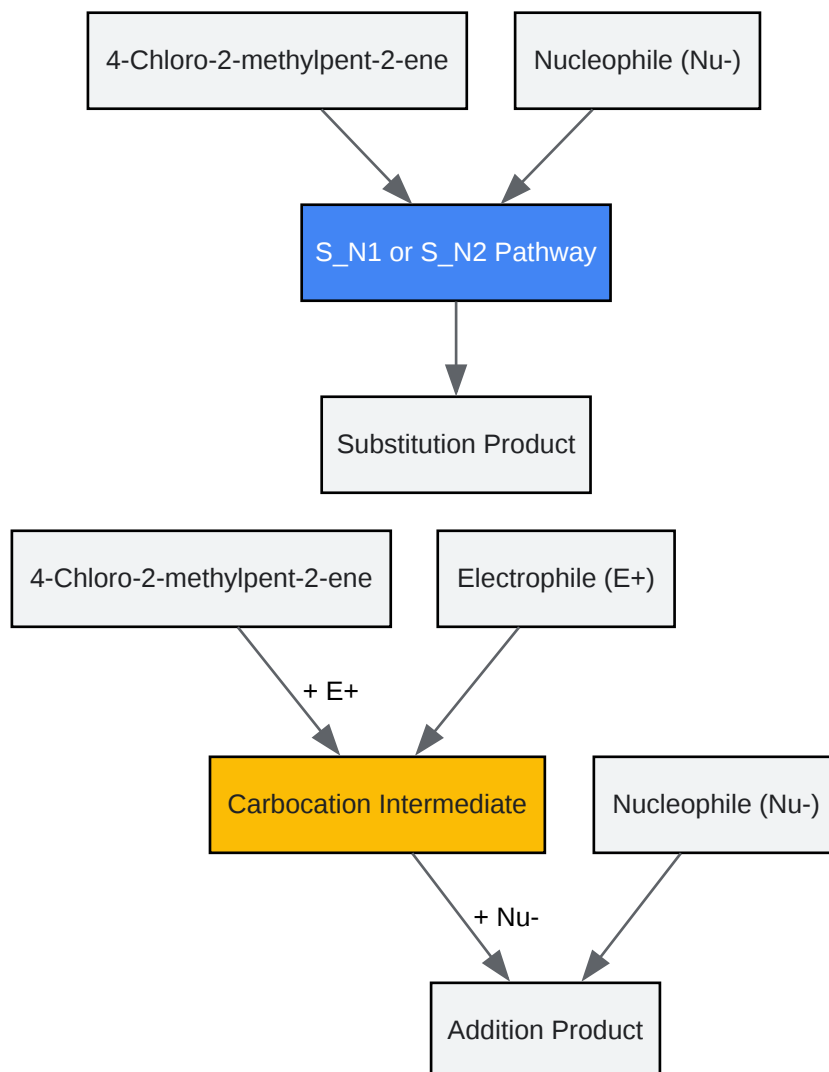 4-Chloro-2-methylpent-2-ene
Nucleophile (Nu-)
S_N1 or S_N2 Pathway
Substitution Product
4-Chloro-2-methylpent-2-ene
Electrophile (E+)
+ E+
Carbocation Intermediate
Nucleophile (Nu-)
+ Nu-
Addition Product